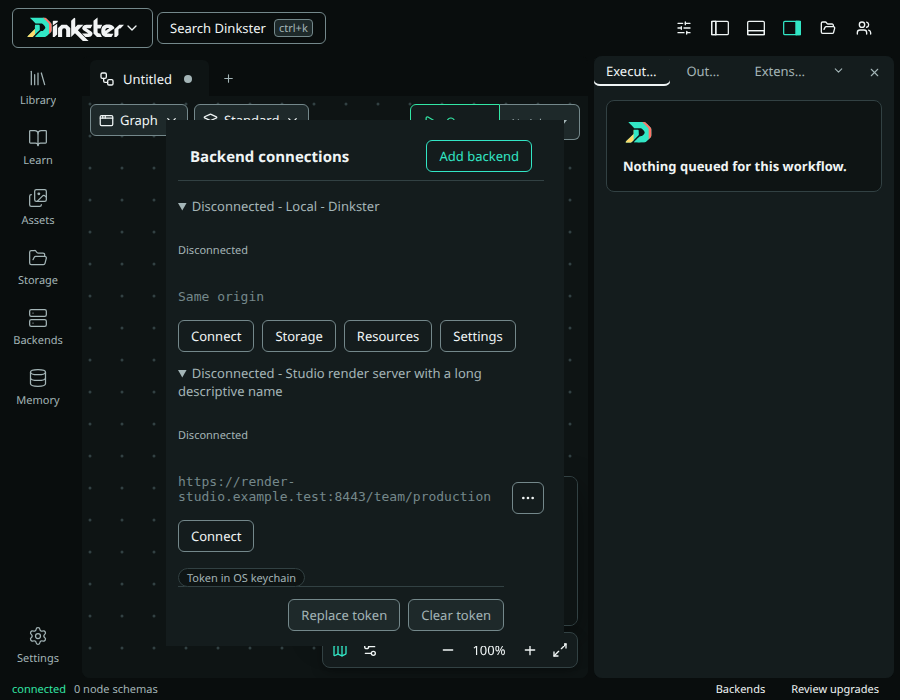 Dinkster
Search Dinkster ctrl+k
Library
Learn
Assets
Storage
Backends
Memory
Settings
Untitled
Graph
Standard
Backend connections
Add backend
Disconnected - Local - Dinkster
Disconnected
Same origin
Connect Storage Resources Settings
Disconnected - Studio render server with a long
descriptive name
Disconnected
https://render-
studio.example.test:8443/team/production
Connect
Token in OS keychain
Replace token Clear token
100%
Execut... Out... Extens...
Nothing queued for this workflow.
connected 0 node schemas
Backends Review upgrades